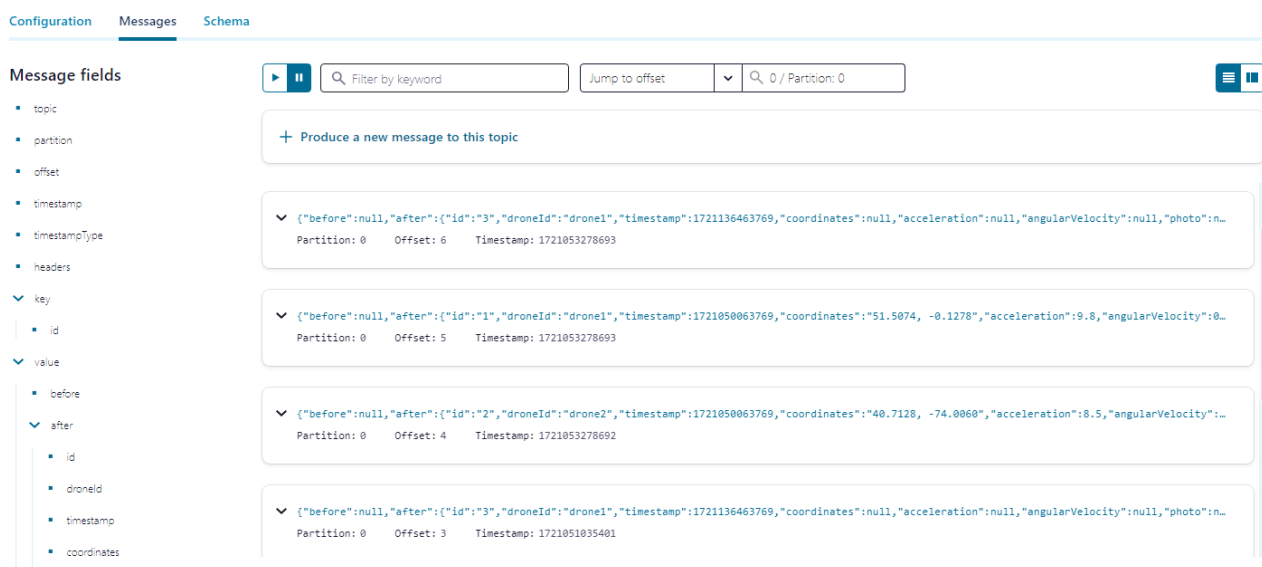 Configuration Messages Schema
Message fields
topic
partition
offset
timestamp
timestampType
headers
key
id
value
before
after
id
droneId
timestamp
coordinates
Filter by keyword Jump to offset 0 / Partition: 0
+ Produce a new message to this topic
{"before":null,"after":{"id":"3","droneId":"drone1","timestamp":1721136463769,"coordinates":null,"acceleration":null,"angularVelocity":null,"photo":n…
Partition: 0 Offset: 6 Timestamp: 1721053278693
{"before":null,"after":{"id":"1","droneId":"drone1","timestamp":1721050063769,"coordinates":"51.5074, -0.1278","acceleration":9.8,"angularVelocity":0…
Partition: 0 Offset: 5 Timestamp: 1721053278693
{"before":null,"after":{"id":"2","droneId":"drone2","timestamp":1721050063769,"coordinates":"40.7128, -74.0060","acceleration":8.5,"angularVelocity":…
Partition: 0 Offset: 4 Timestamp: 1721053278692
{"before":null,"after":{"id":"3","droneId":"drone1","timestamp":1721136463769,"coordinates":null,"acceleration":null,"angularVelocity":null,"photo":n…
Partition: 0 Offset: 3 Timestamp: 1721051035401